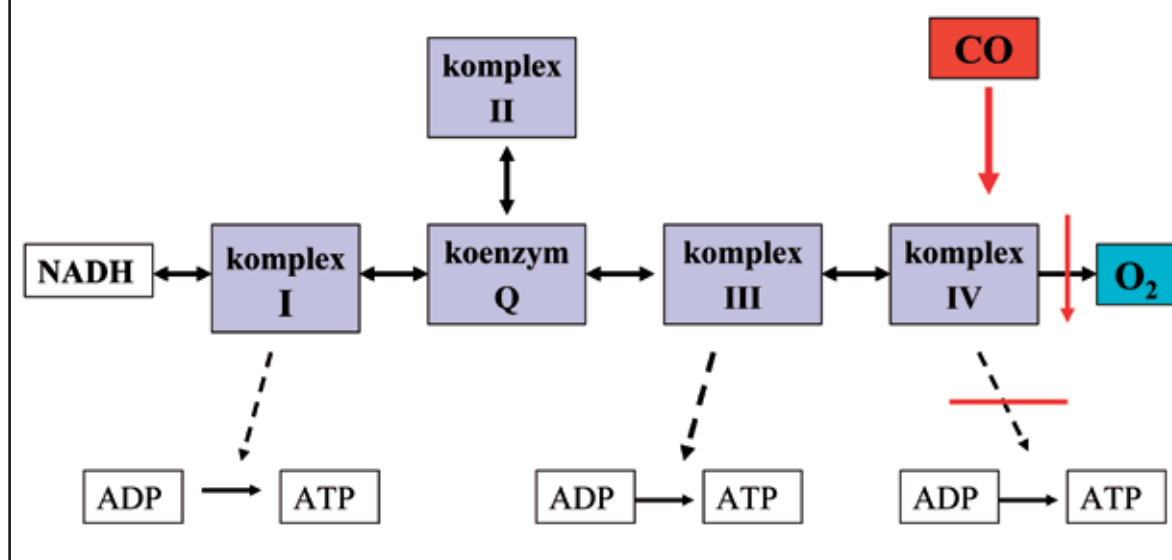 CO
komplex
II
NADH
komplex
I
koenzym
Q
komplex
III
komplex
IV
O₂
ADP
ATP
ADP
ATP
ADP
ATP